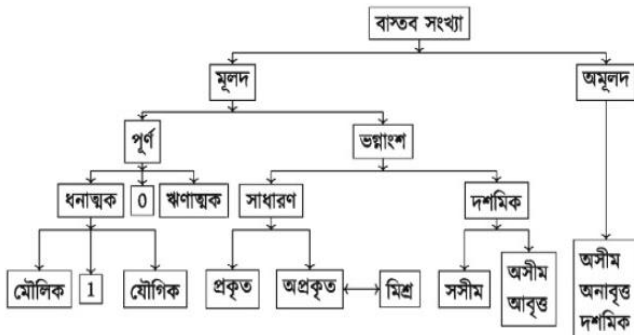 বাস্তব সংখ্যা
মূলদ
অমূলদ
পূর্ণ
ভগ্নাংশ
ধনাত্মক
0
ঋণাত্মক
সাধারণ
দশমিক
মৌলিক
1
যৌগিক
প্রকৃত
অপ্রকৃত
মিশ্র
সসীম
অসীম
আবৃত্ত
অসীম
অনাবৃত্ত
দশমিক